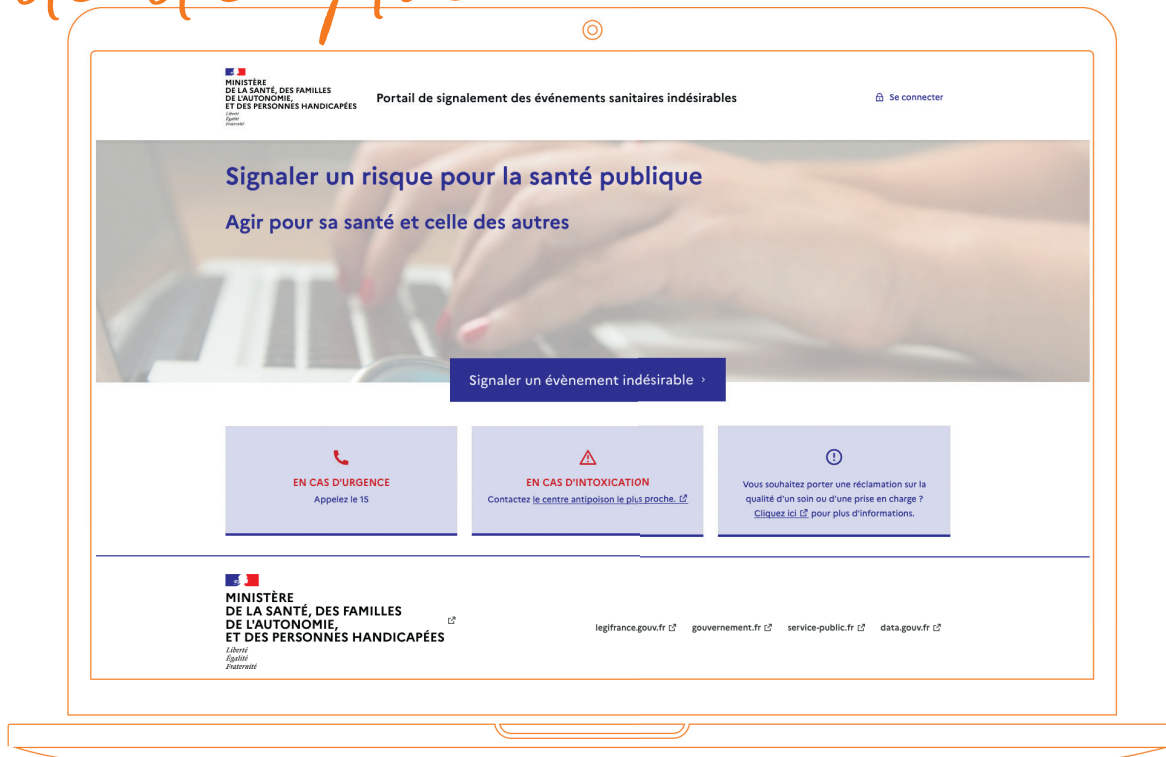 MINISTÈRE
DE LA SANTÉ, DES FAMILLES
DE L'AUTONOMIE,
ET DES PERSONNES HANDICAPÉES
Liberté
Égalité
Fraternité
Portail de signalement des événements sanitaires indésirables
Se connecter
Signaler un risque pour la santé publique
Agir pour sa santé et celle des autres
Signaler un évènement indésirable ›
EN CAS D'URGENCE
Appelez le 15
EN CAS D'INTOXICATION
Contactez le centre antipoison le plus proche.
Vous souhaitez porter une réclamation sur la
qualité d'un soin ou d'une prise en charge ?
Cliquez ici pour plus d'informations.
MINISTÈRE
DE LA SANTÉ, DES FAMILLES
DE L'AUTONOMIE,
ET DES PERSONNES HANDICAPÉES
Liberté
Égalité
Fraternité
legifrance.gouv.fr gouvernement.fr service-public.fr data.gouv.fr